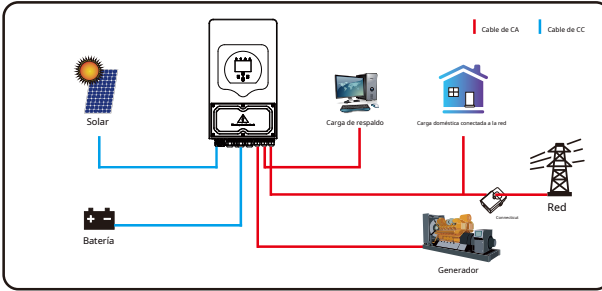 Cable de CA
Cable de CC
Solar
Carga de respaldo
Carga doméstica conectada a la red
Red
Batería
Generador